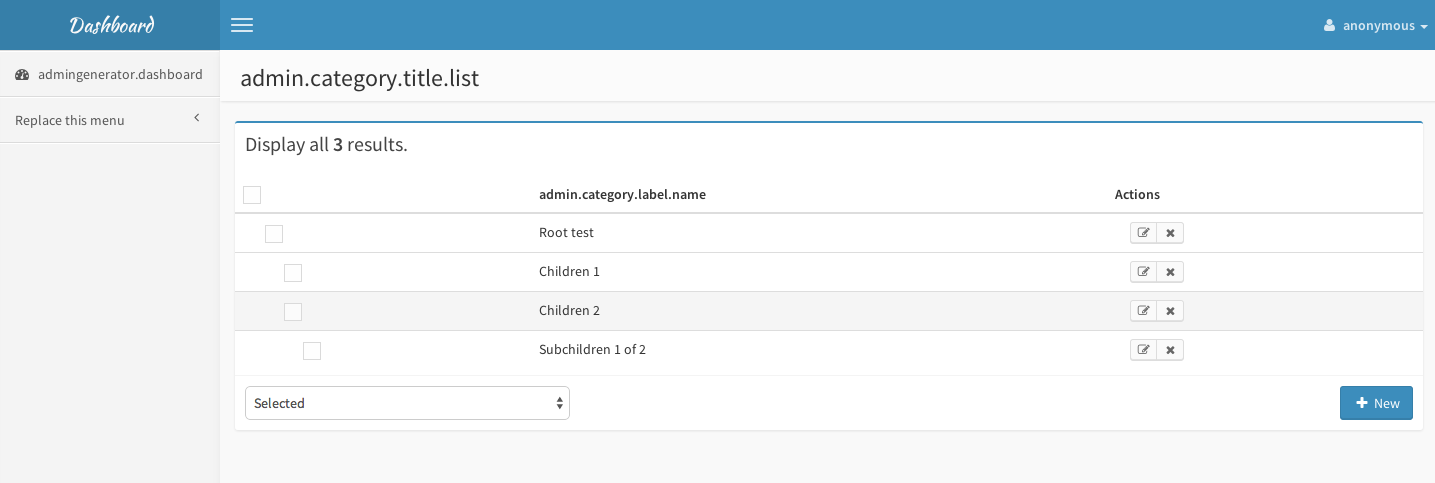 Dashboard
anonymous
admingenerator.dashboard
Replace this menu
admin.category.title.list
Display all 3 results.
admin.category.label.name Actions
Root test
Children 1
Children 2
Subchildren 1 of 2
Selected
New